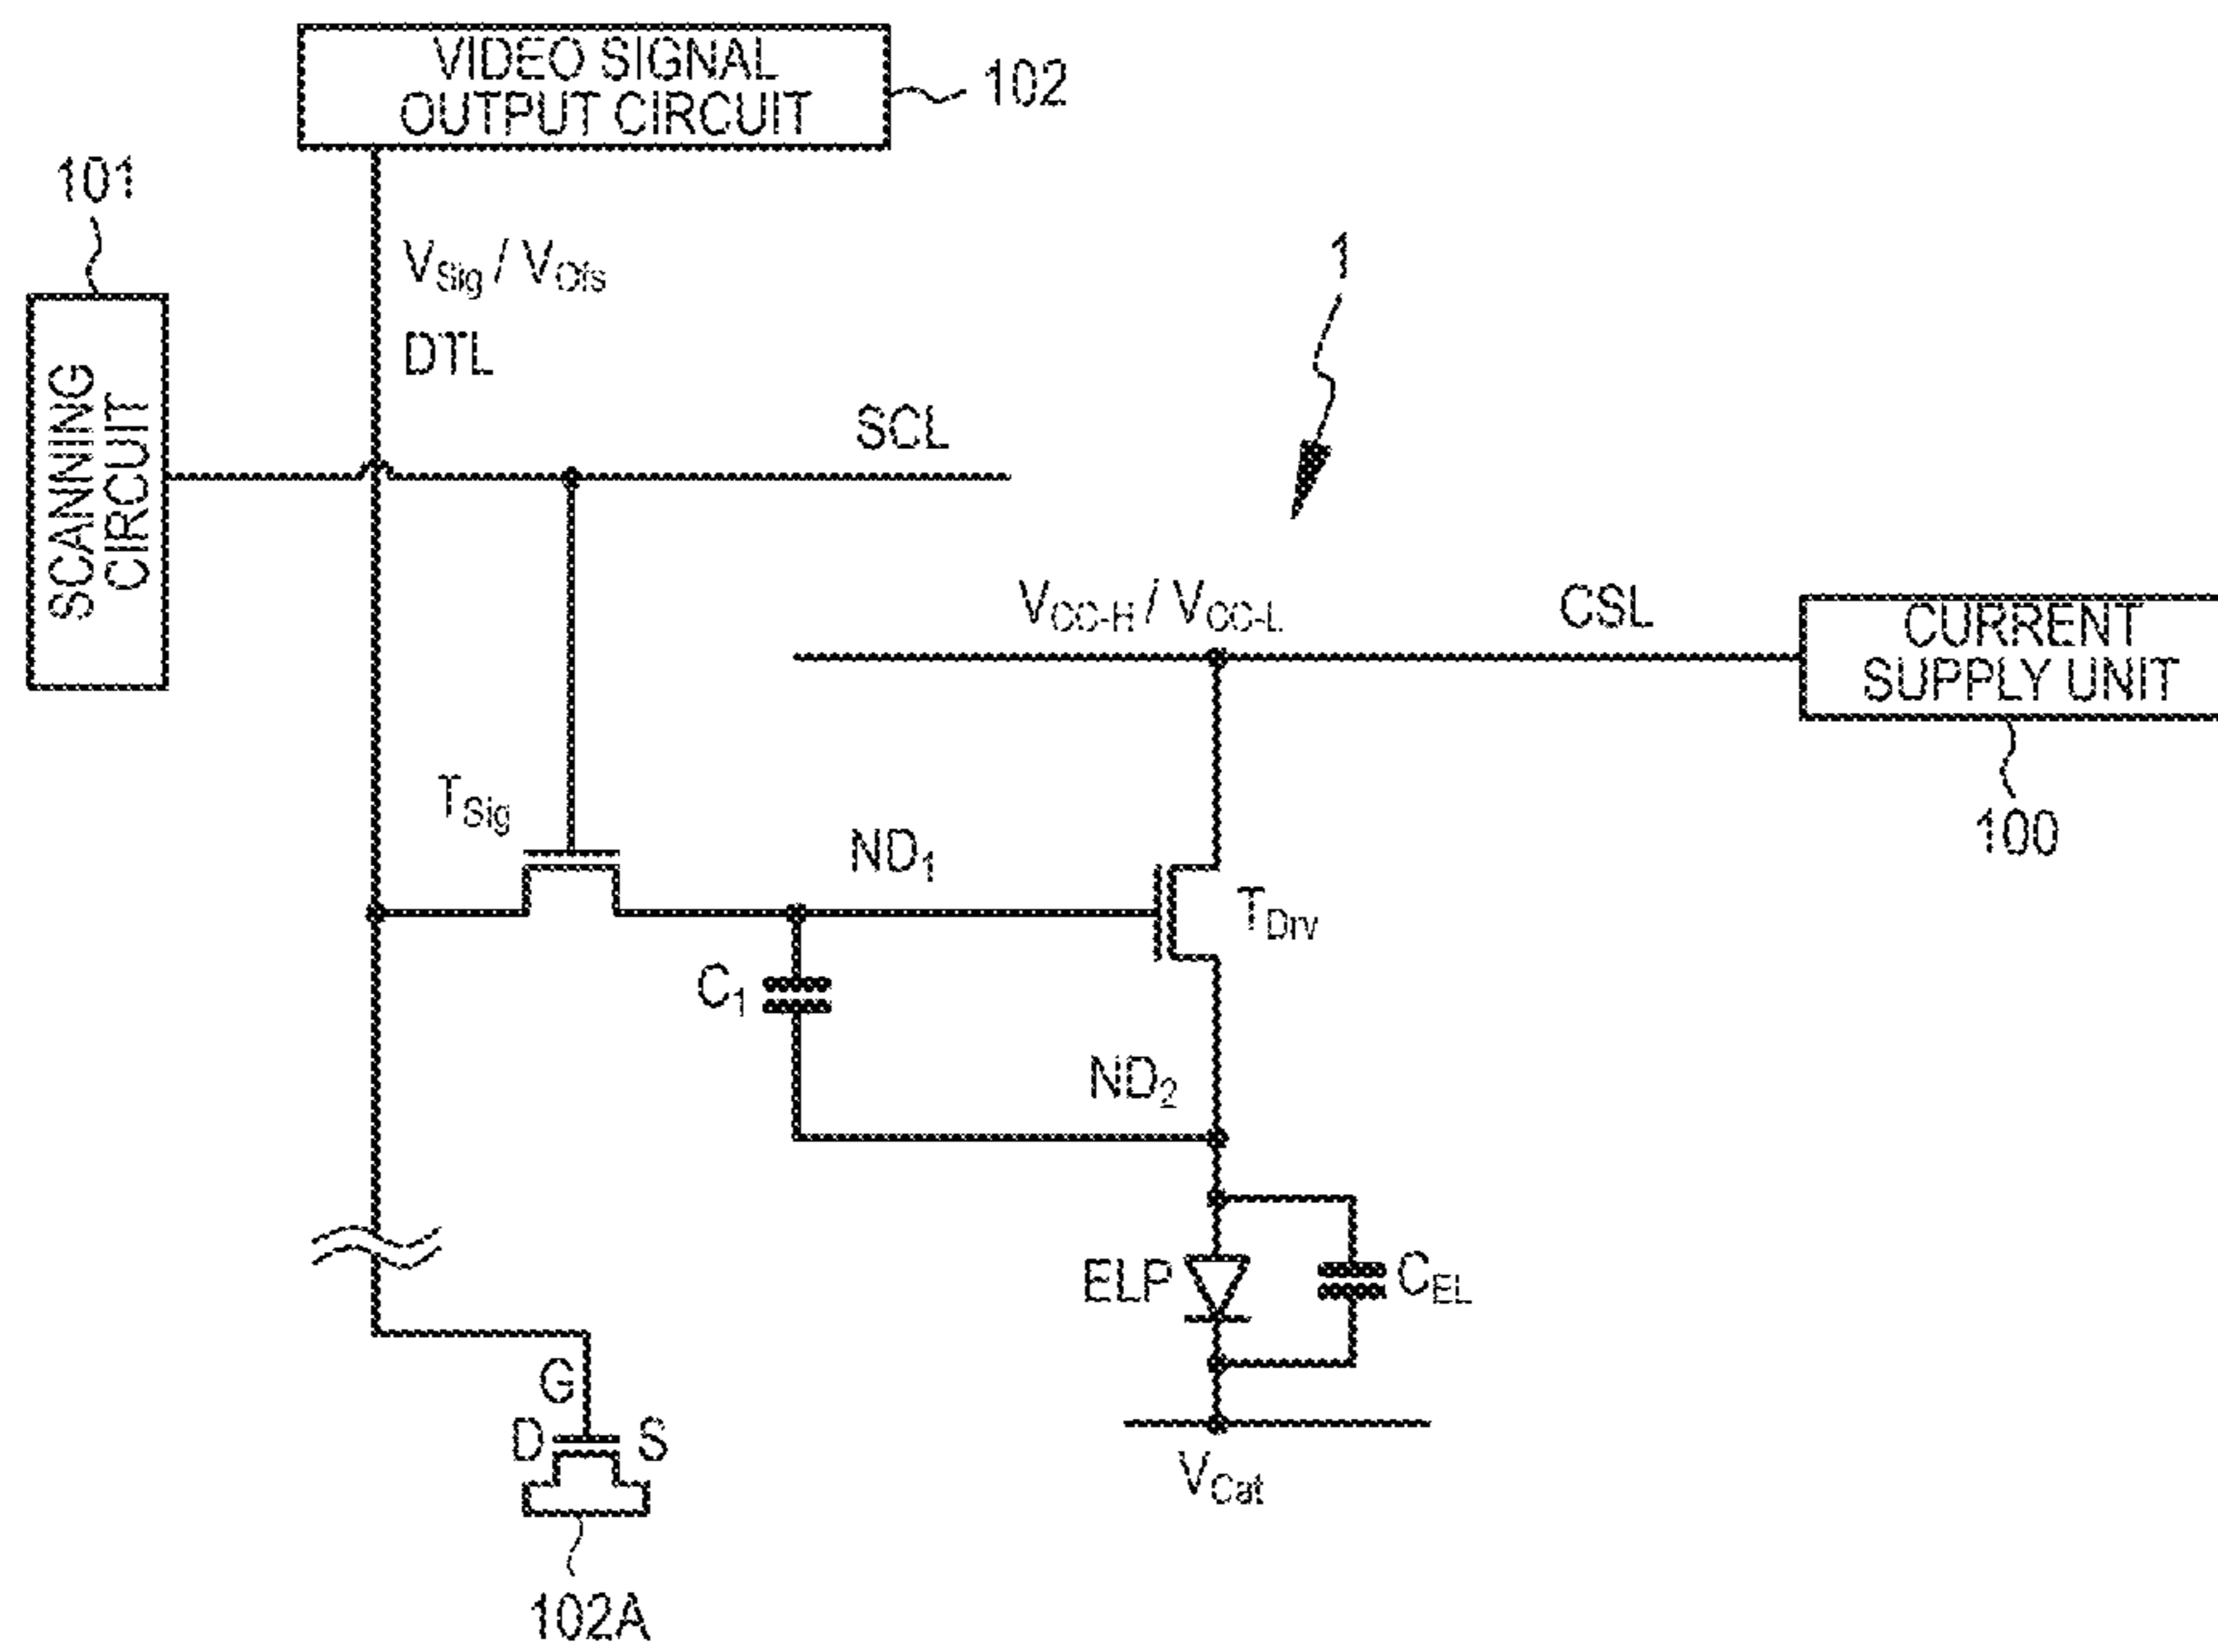 VIDEO SIGNAL
OUTPUT CIRCUIT
102
101
VSig / VOfs
DTL
1
SCANNING
CIRCUIT
SCL
VCC-H / VCC-L
CSL
CURRENT
SUPPLY UNIT
100
TSig
ND1
TDrv
C1
ND2
ELP
CEL
G
D
S
VCat
102A